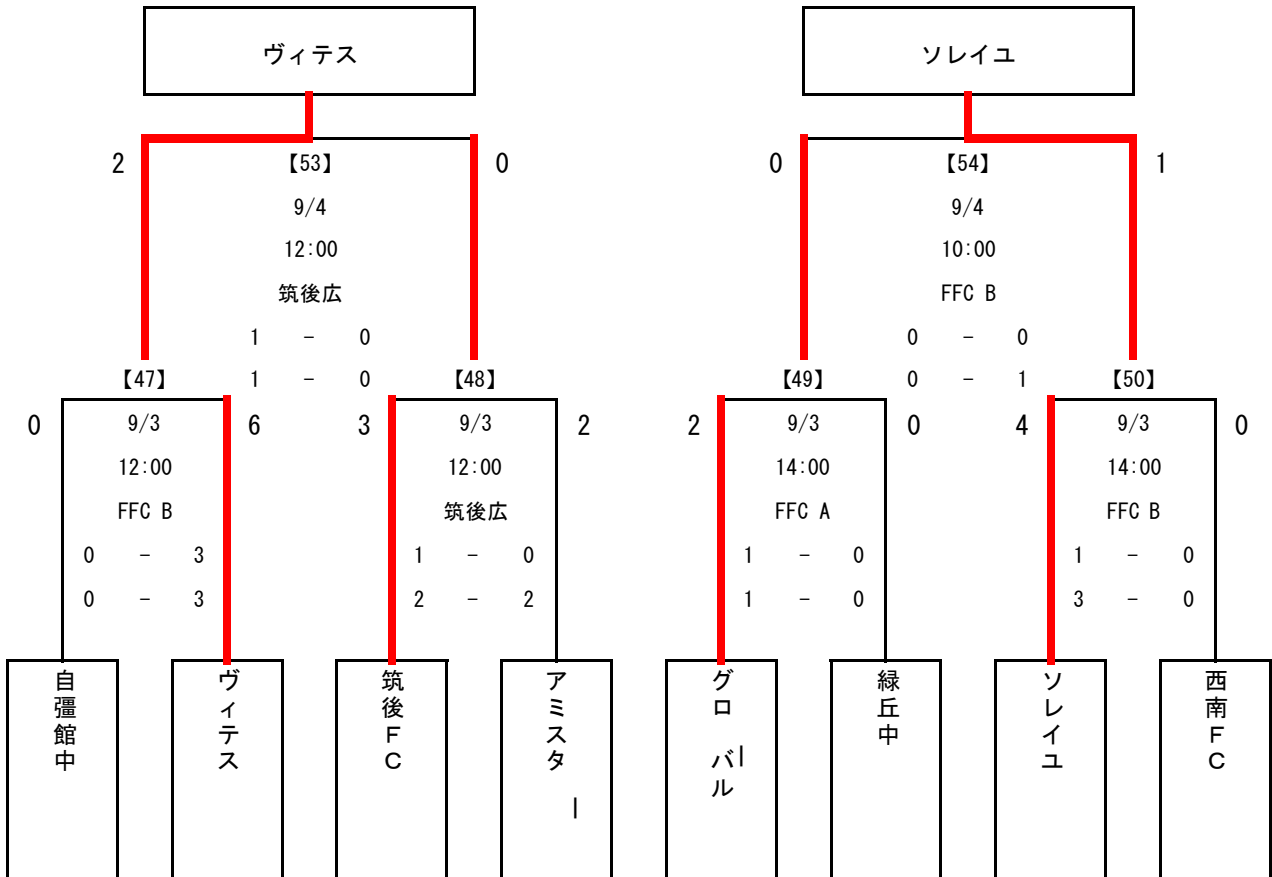 ヴィテス ソレイユ
2 【53】 0 0 【54】 1
9/4 9/4
12:00 10:00
筑後広 FFC B
1 - 0 0 - 0
【47】 1 - 0 【48】 【49】 0 - 1 【50】
0 9/3 6 3 9/3 2 2 9/3 0 4 9/3 0
12:00 12:00 14:00 14:00
FFC B 筑後広 FFC A FFC B
0 - 3 1 - 0 1 - 0 1 - 0
0 - 3 2 - 2 1 - 0 3 - 0
自彊館中
ヴィテス
筑後FC
アミスター
グローバル
緑丘中
ソレイユ
西南FC